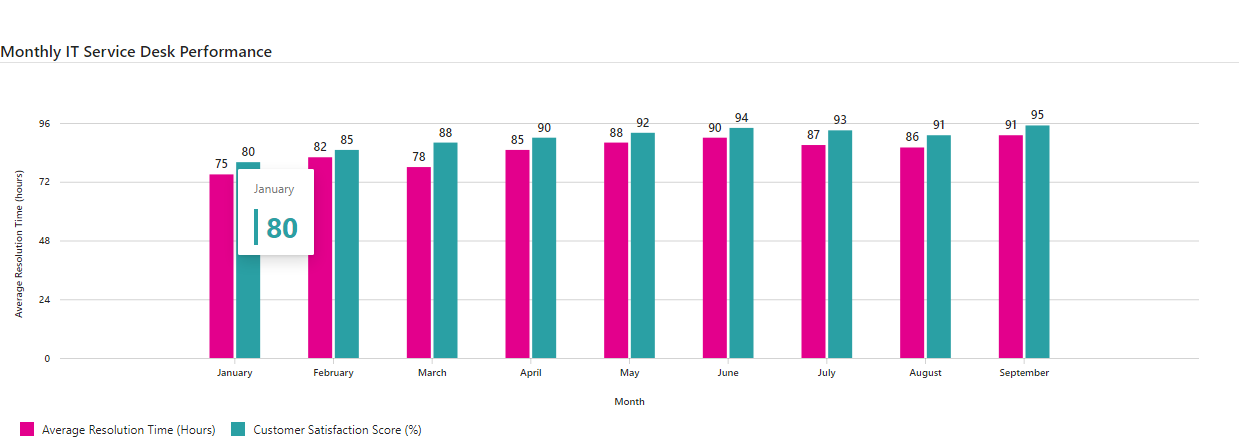 Monthly IT Service Desk Performance
Average Resolution Time (hours)
96
72
48
24
0
75 80
82 85
78 88
85 90
88 92
90 94
87 93
86 91
91 95
January
80
January February March April May June July August September
Month
Average Resolution Time (Hours) Customer Satisfaction Score (%)